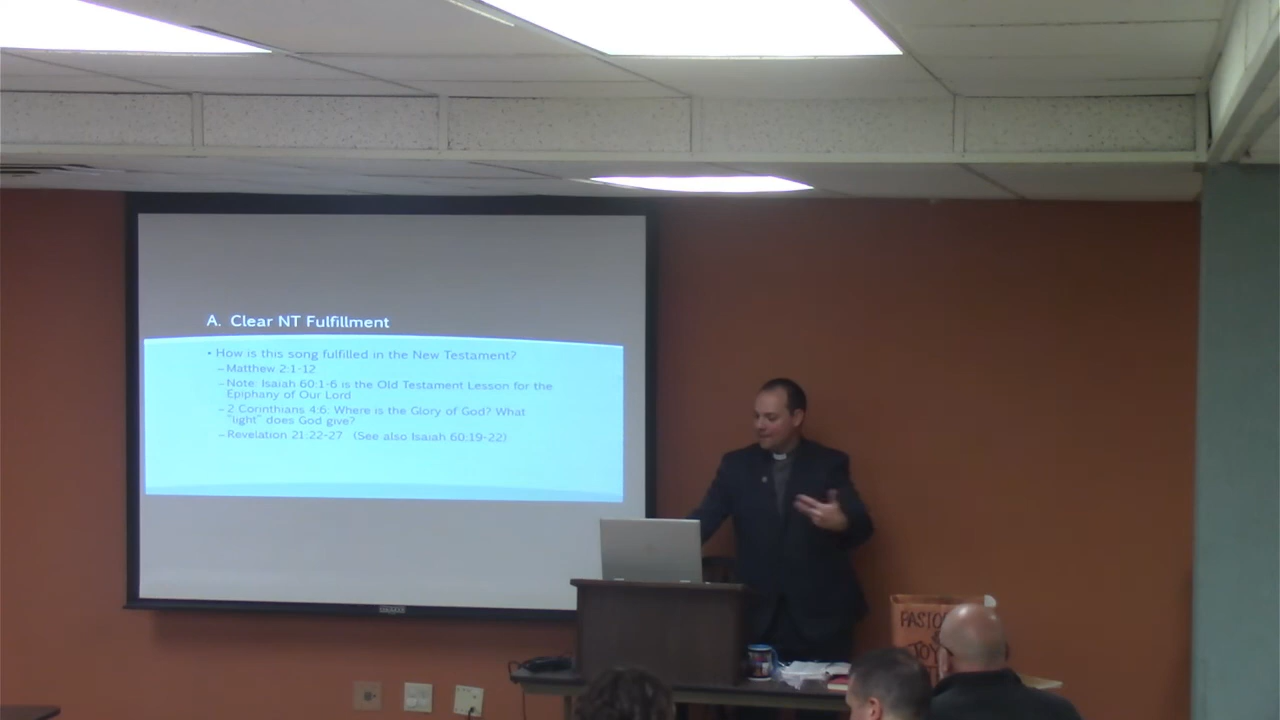 A. Clear NT Fulfillment
• How is this song fulfilled in the New Testament?
– Matthew 2:1-12
– Note: Isaiah 60:1-6 is the Old Testament Lesson for the
Epiphany of Our Lord
– 2 Corinthians 4:6: Where is the Glory of God? What
"light" does God give?
– Revelation 21:22-27 (See also Isaiah 60:19-22)
JOY